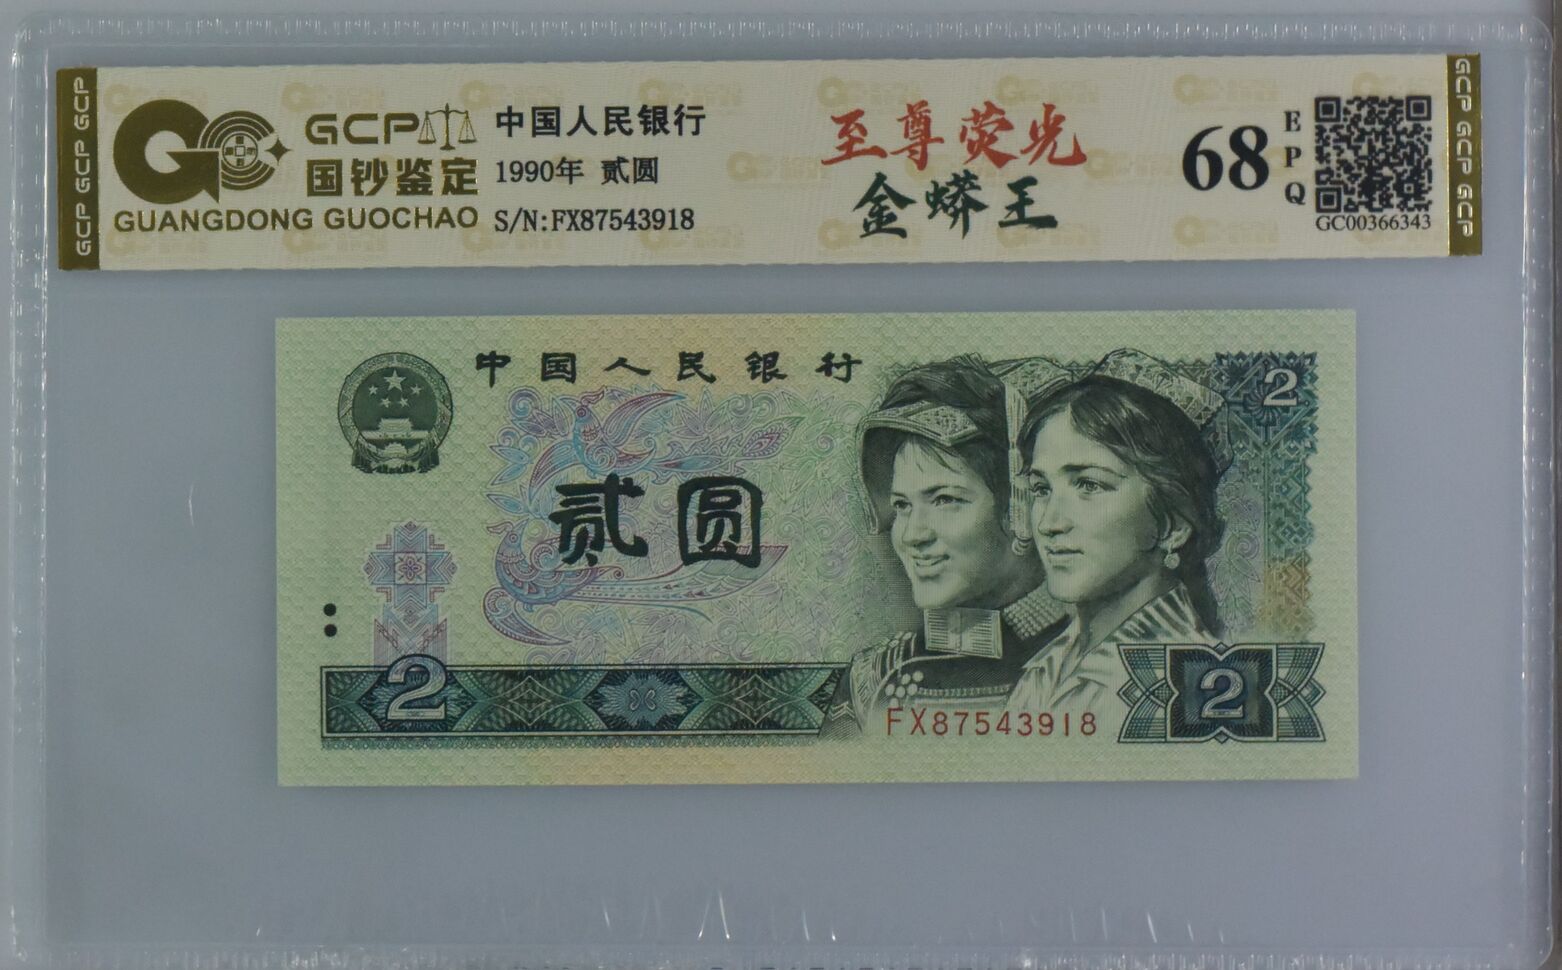 GCP GCP GCP
GCP
国钞鉴定
GUANGDONG GUOCHAO
中国人民银行
1990年 贰圆
S/N:FX87543918
至尊荧光
金蟒王
68
EPQ
GC00366343
GCP GCP GCP
中国人民银行
2
贰圆
2
FX87543918
2